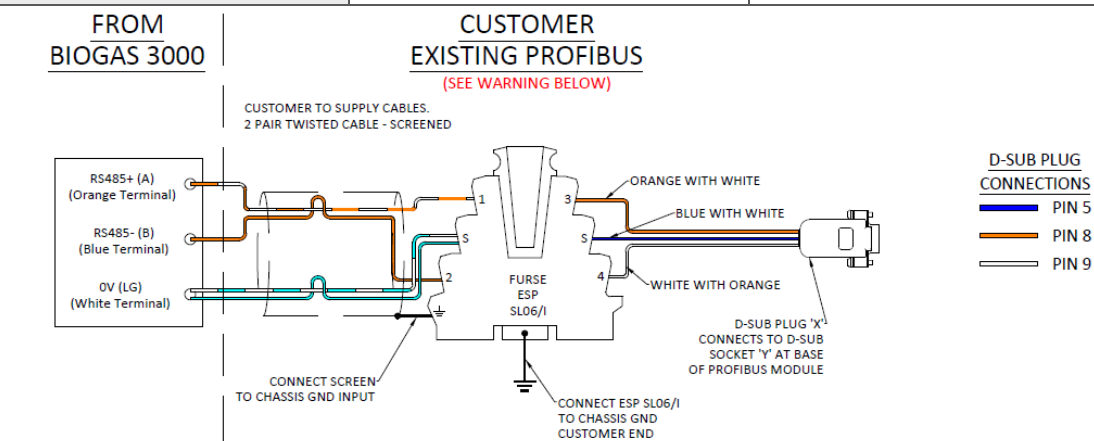 FROM
BIOGAS 3000
CUSTOMER
EXISTING PROFIBUS
(SEE WARNING BELOW)
CUSTOMER TO SUPPLY CABLES.
2 PAIR TWISTED CABLE - SCREENED
RS485+ (A)
(Orange Terminal)
RS485- (B)
(Blue Terminal)
0V (LG)
(White Terminal)
1
S
2
3
S
4
FURSE
ESP
SL06/I
ORANGE WITH WHITE
BLUE WITH WHITE
WHITE WITH ORANGE
D-SUB PLUG
CONNECTIONS
PIN 5
PIN 8
PIN 9
D-SUB PLUG 'X'
CONNECTS TO D-SUB
SOCKET 'Y' AT BASE
OF PROFIBUS MODULE
CONNECT SCREEN
TO CHASSIS GND INPUT
CONNECT ESP SL06/I
TO CHASSIS GND
CUSTOMER END